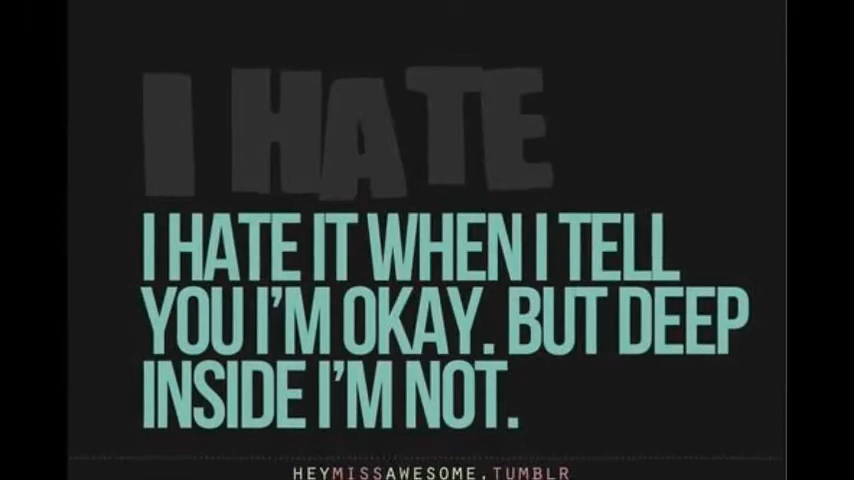 I HATE
I HATE IT WHEN I TELL
YOU I'M OKAY. BUT DEEP
INSIDE I'M NOT.
HEYMISSAWESOME.TUMBLR